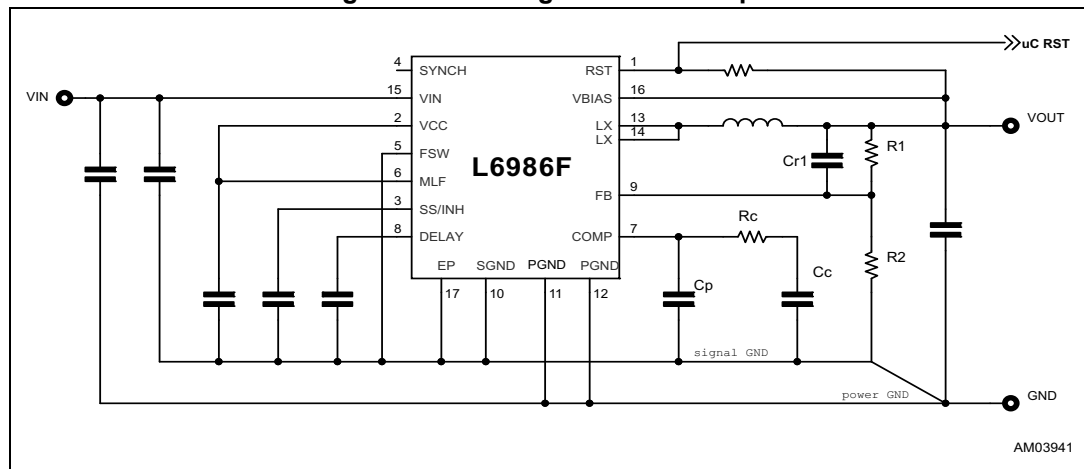 uC RST
4 SYNCH RST 1
VIN 15 VIN VBIAS 16
2 VCC LX 13 VOUT
LX 14
5 FSW L6986F Cr1 R1
6 MLF FB 9
3 SS/INH Rc
8 DELAY COMP 7 R2
EP SGND PGND PGND Cp Cc
17 10 11 12
signal GND
power GND GND
AM03941